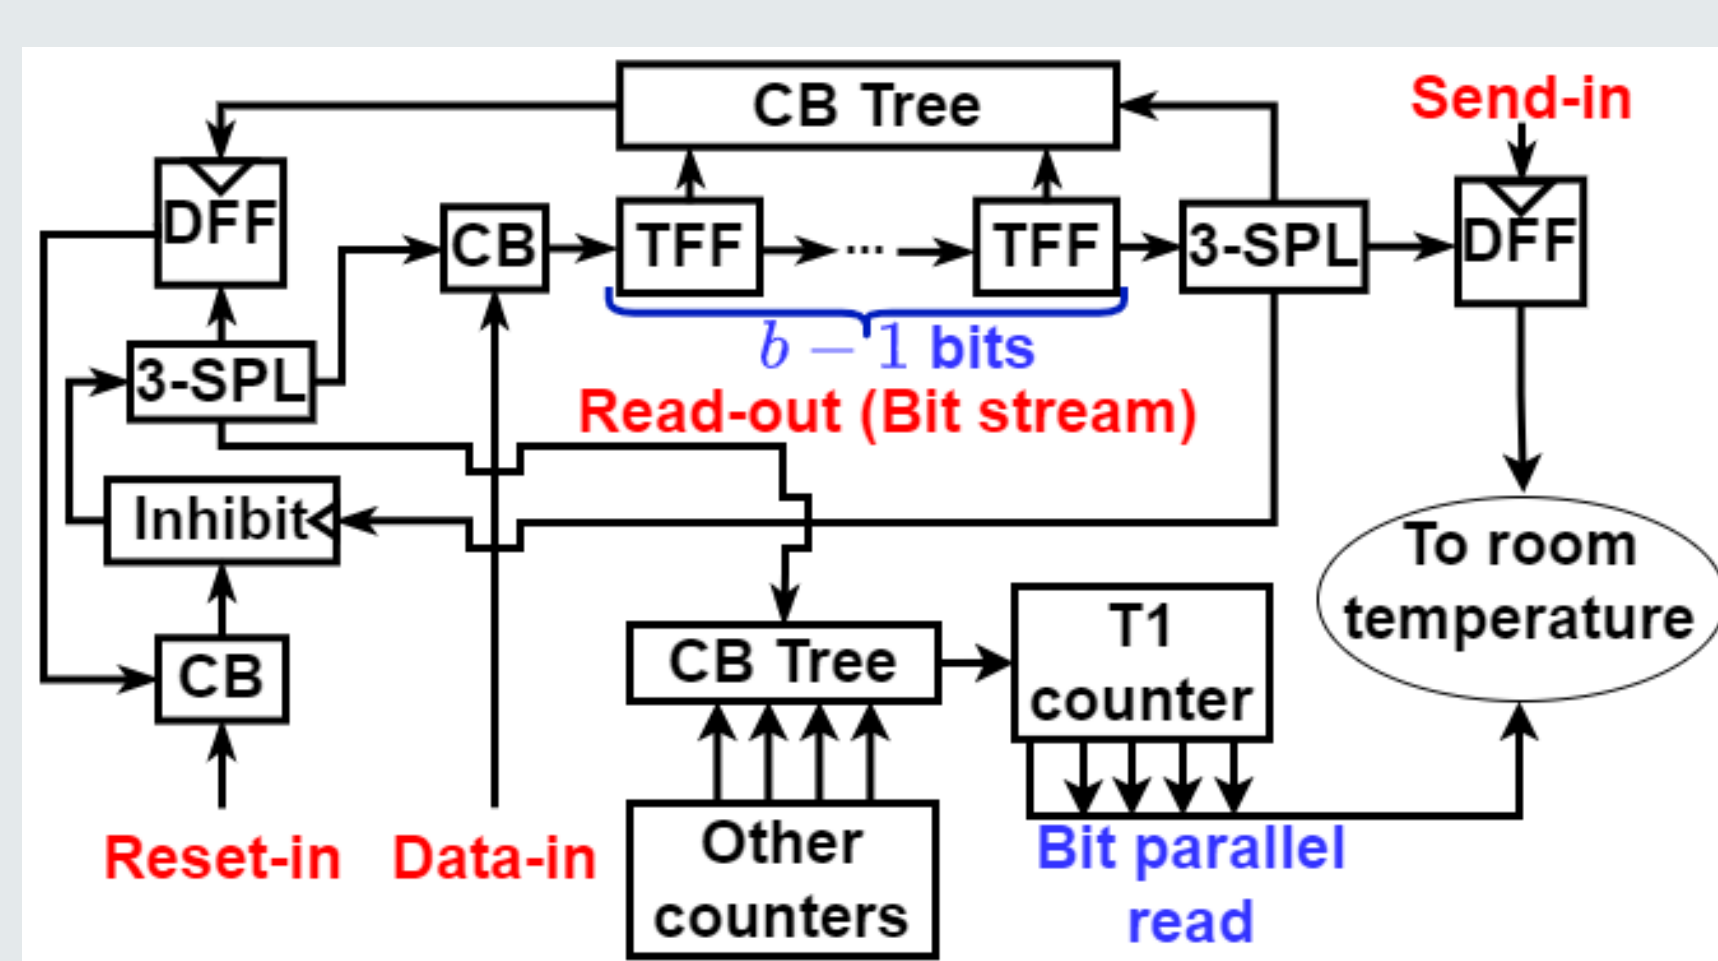 CB Tree
Send-in
DFF
CB
TFF
...
TFF
3-SPL
DFF
b − 1 bits
3-SPL
Read-out (Bit stream)
Inhibit
To room
temperature
CB
CB Tree
T1
counter
Reset-in
Data-in
Other
counters
Bit parallel
read